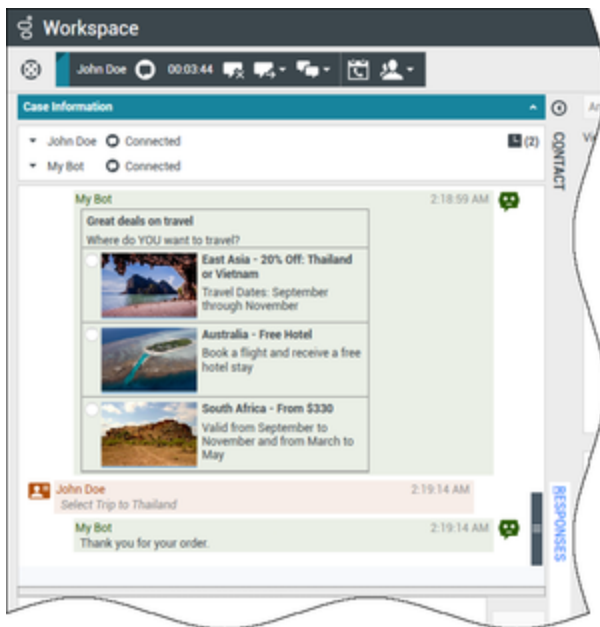 Workspace
John Doe 00:03:44
Case Information
John Doe Connected (2)
My Bot Connected
CONTACT
My Bot 2:18:59 AM
Great deals on travel
Where do YOU want to travel?
East Asia - 20% Off: Thailand
or Vietnam
Travel Dates: September
through November
Australia - Free Hotel
Book a flight and receive a free
hotel stay
South Africa - From $330
Valid from September to
November and from March to
May
John Doe 2:19:14 AM
Select Trip to Thailand
My Bot 2:19:14 AM
Thank you for your order.
RESPONSES